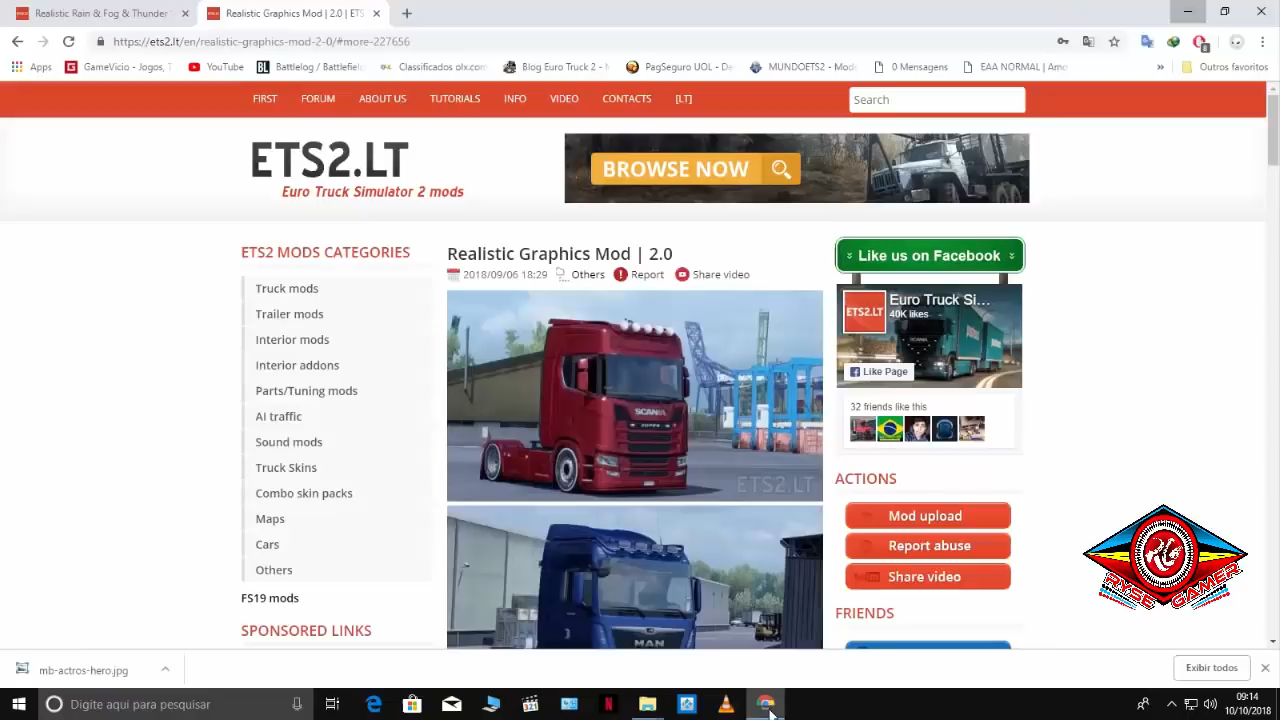 Realistic Rain & Fog & Thunder S
Realistic Graphics Mod | 2.0 | ETS
https://ets2.lt/en/realistic-graphics-mod-2-0/#more-227656
8
Apps
GameVicio - Jogos, T
YouTube
Battlelog / Battlefield
Classificados olx.com
Blog Euro Truck 2 - M
PagSeguro UOL - De
MUNDOETS2 - Mods
0 Mensagens
EAA NORMAL | Amo
»
Outros favoritos
FIRST
FORUM
ABOUT US
TUTORIALS
INFO
VIDEO
CONTACTS
[LT]
Search
ETS2.LT
Euro Truck Simulator 2 mods
BROWSE NOW
ETS2 MODS CATEGORIES
Truck mods
Trailer mods
Interior mods
Interior addons
Parts/Tuning mods
AI traffic
Sound mods
Truck Skins
Combo skin packs
Maps
Cars
Others
FS19 mods
SPONSORED LINKS
Realistic Graphics Mod | 2.0
2018/09/06 18:29
Others
Report
Share video
SCANIA
ETS2.LT
MAN
Like us on Facebook
ETS2.LT
Euro Truck Si...
40K likes
Like Page
32 friends like this
ACTIONS
Mod upload
Report abuse
Share video
FRIENDS
RYSE GAMER
mb-actros-hero.jpg
Exibir todos
Digite aqui para pesquisar
09:14
10/10/2018